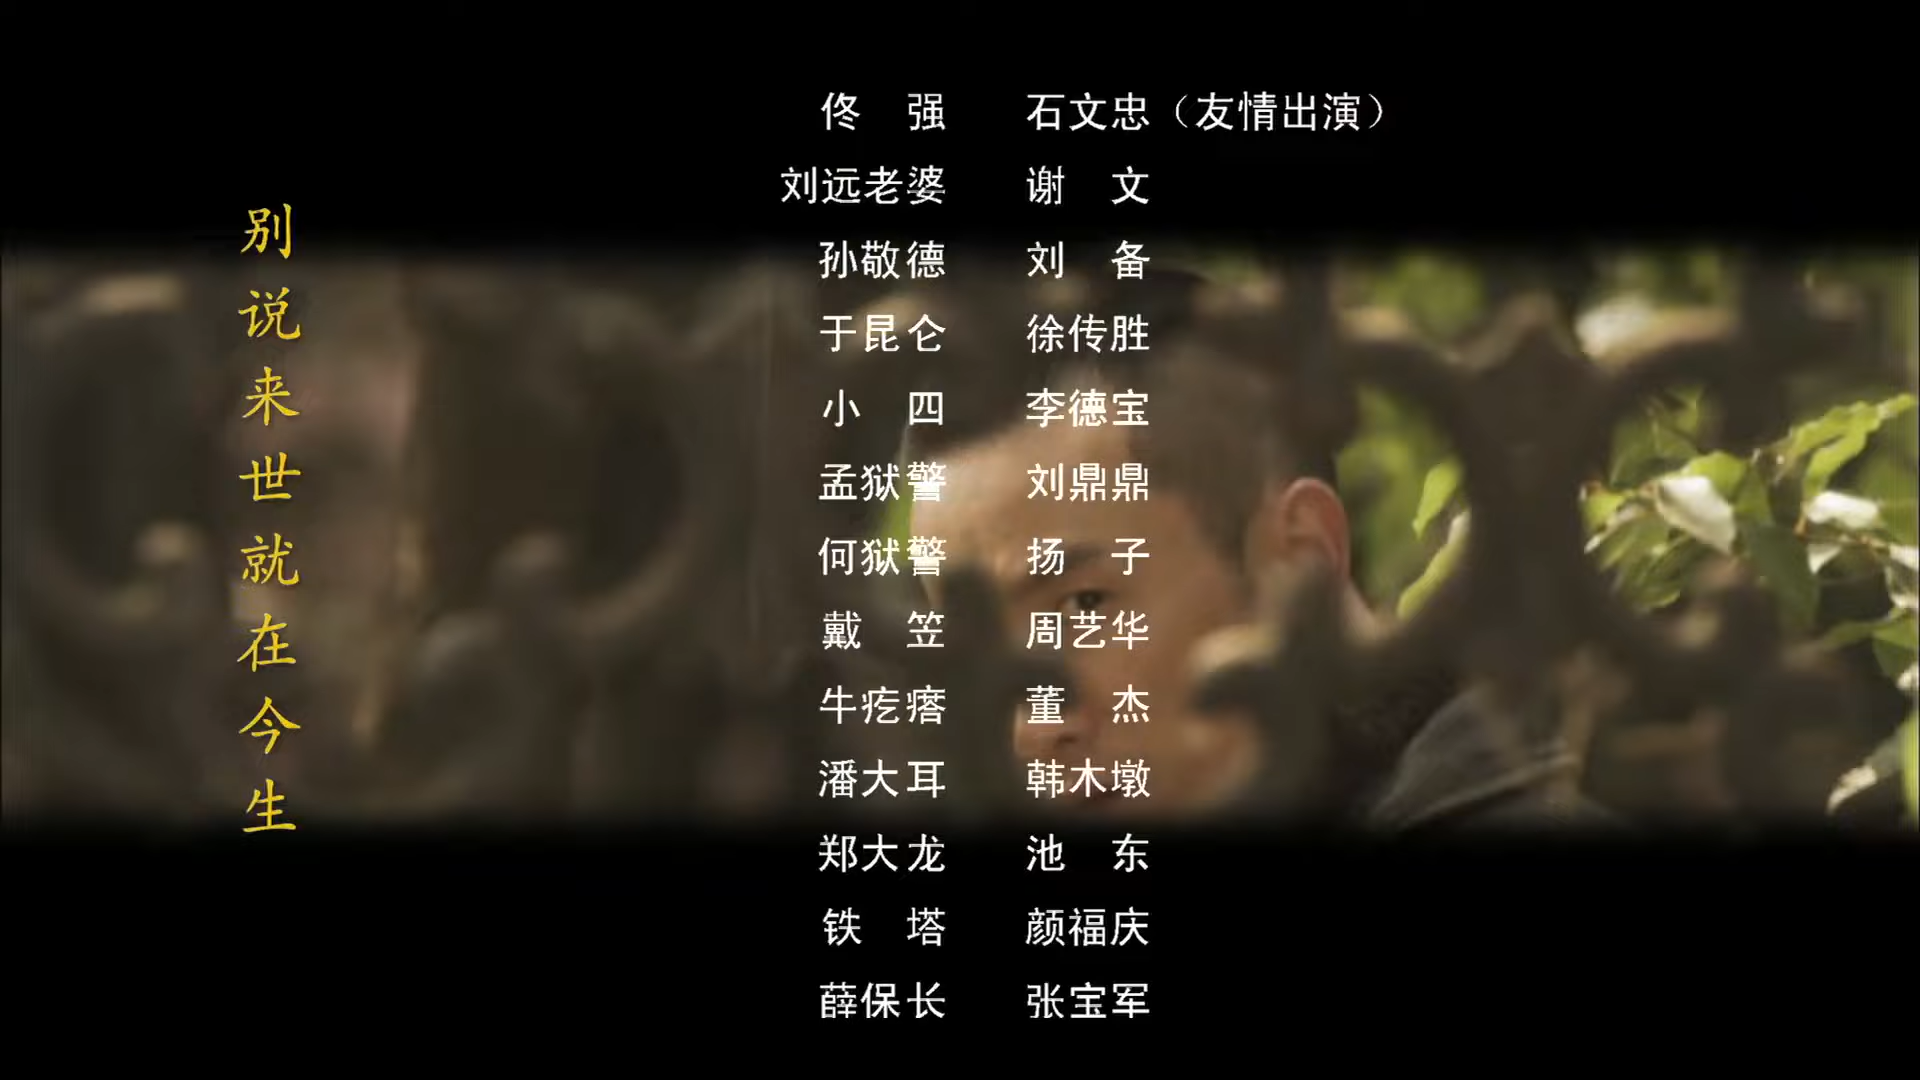 别说来世就在今生
佟 强 石文忠（友情出演）
刘远老婆 谢 文
孙敬德 刘 备
于昆仑 徐传胜
小 四 李德宝
孟狱警 刘鼎鼎
何狱警 扬 子
戴 笠 周艺华
牛疙瘩 董 杰
潘大耳 韩木墩
郑大龙 池 东
铁 塔 颜福庆
薛保长 张宝军